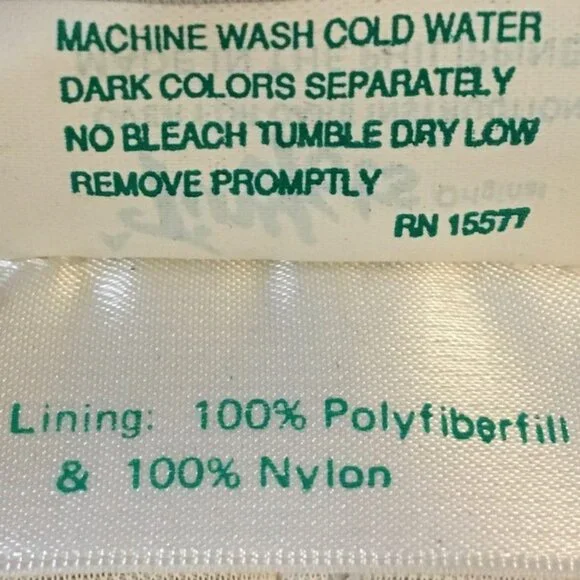 MACHINE WASH COLD WATER
DARK COLORS SEPARATELY
NO BLEACH TUMBLE DRY LOW
REMOVE PROMPTLY
RN 15577
Lining: 100% Polyfiberfill
& 100% Nylon